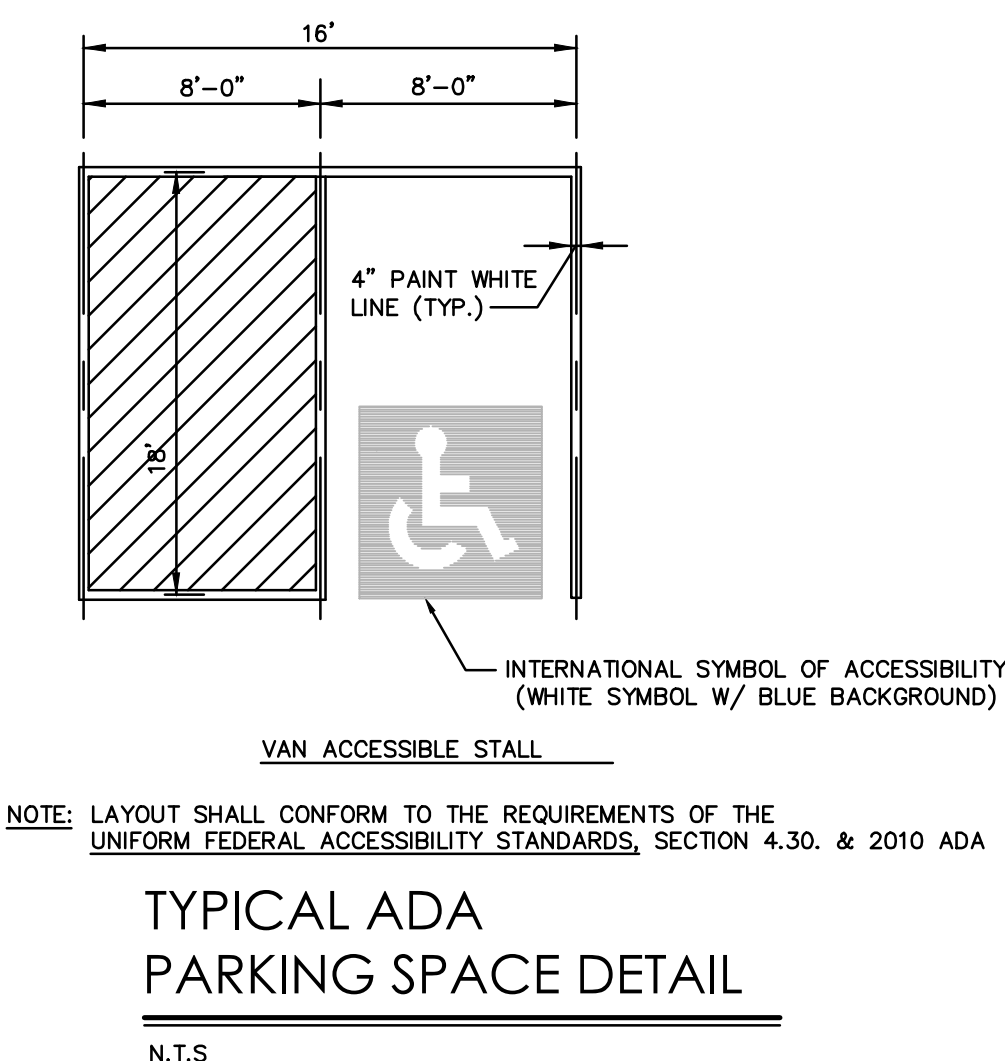 16'
8'-0" 8'-0"
4" PAINT WHITE
LINE (TYP.)
18'
INTERNATIONAL SYMBOL OF ACCESSIBILITY
(WHITE SYMBOL W/ BLUE BACKGROUND)
VAN ACCESSIBLE STALL
NOTE: LAYOUT SHALL CONFORM TO THE REQUIREMENTS OF THE
UNIFORM FEDERAL ACCESSIBILITY STANDARDS, SECTION 4.30. & 2010 ADA
TYPICAL ADA
PARKING SPACE DETAIL
N.T.S